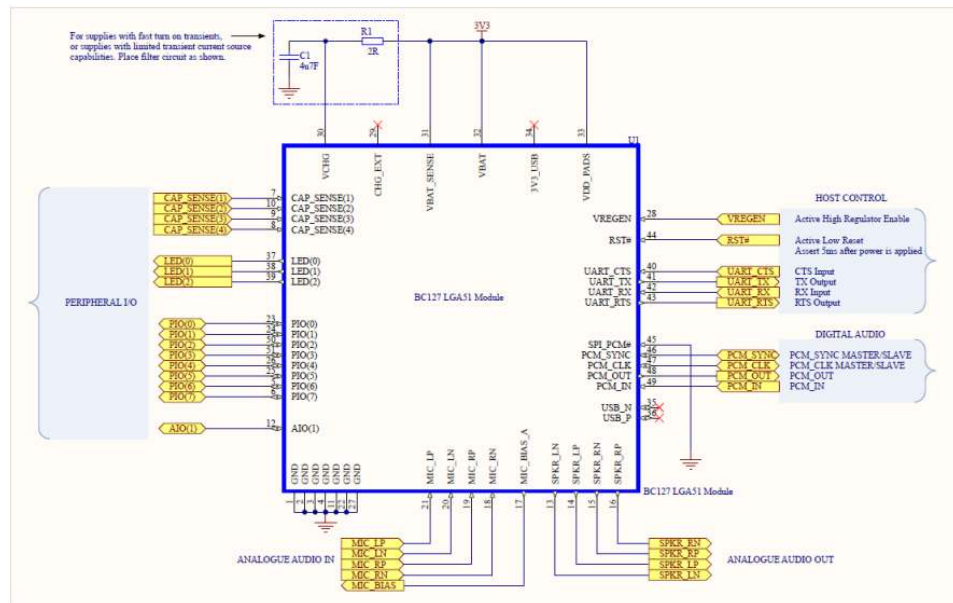 For supplies with fast turn on transients,
or supplies with limited transient current source
capabilities. Place filter circuit as shown.
C1
4u7F
R1
2R
3V3
30
29
31
32
34
33
U1
VCHG
CHG_EXT
VBAT_SENSE
VBAT
3V3_USB
VDD_PADS
PERIPHERAL I/O
CAP_SENSE(1) 7 CAP_SENSE(1)
CAP_SENSE(2) 10 CAP_SENSE(2)
CAP_SENSE(3) 9 CAP_SENSE(3)
CAP_SENSE(4) 8 CAP_SENSE(4)
LED(0) 37 LED(0)
LED(1) 38 LED(1)
LED(2) 39 LED(2)
PIO(0) 23 PIO(0)
PIO(1) PIO(1)
PIO(2) PIO(2)
PIO(3) PIO(3)
PIO(4) PIO(4)
PIO(5) PIO(5)
PIO(6) PIO(6)
PIO(7) PIO(7)
AIO(1) 12 AIO(1)
BC127 LGA51 Module
HOST CONTROL
VREGEN 28 VREGEN Active High Regulator Enable
RST# 44 RST# Active Low Reset
Assert 5ms after power is applied
UART_CTS 40 UART_CTS CTS Input
UART_TX 41 UART_TX TX Output
UART_RX 42 UART_RX RX Input
UART_RTS 43 UART_RTS RTS Output
DIGITAL AUDIO
SPI_PCM# 45
PCM_SYNC 46 PCM_SYNC PCM_SYNC MASTER/SLAVE
PCM_CLK 47 PCM_CLK PCM_CLK MASTER/SLAVE
PCM_OUT 48 PCM_OUT PCM_OUT
PCM_IN 49 PCM_IN PCM_IN
USB_N 35
USB_P 36
GND
GND
GND
GND
GND
GND
GND
1
2
3
4
11
22
27
MIC_LP
MIC_LN
MIC_RP
MIC_RN
MIC_BIAS_A
SPKR_LN
SPKR_LP
SPKR_RN
SPKR_RP
21
20
19
18
17
13
14
15
16
BC127 LGA51 Module
ANALOGUE AUDIO IN
MIC_LP
MIC_LN
MIC_RP
MIC_RN
MIC_BIAS
SPKR_RN
SPKR_RP
SPKR_LP
SPKR_LN
ANALOGUE AUDIO OUT